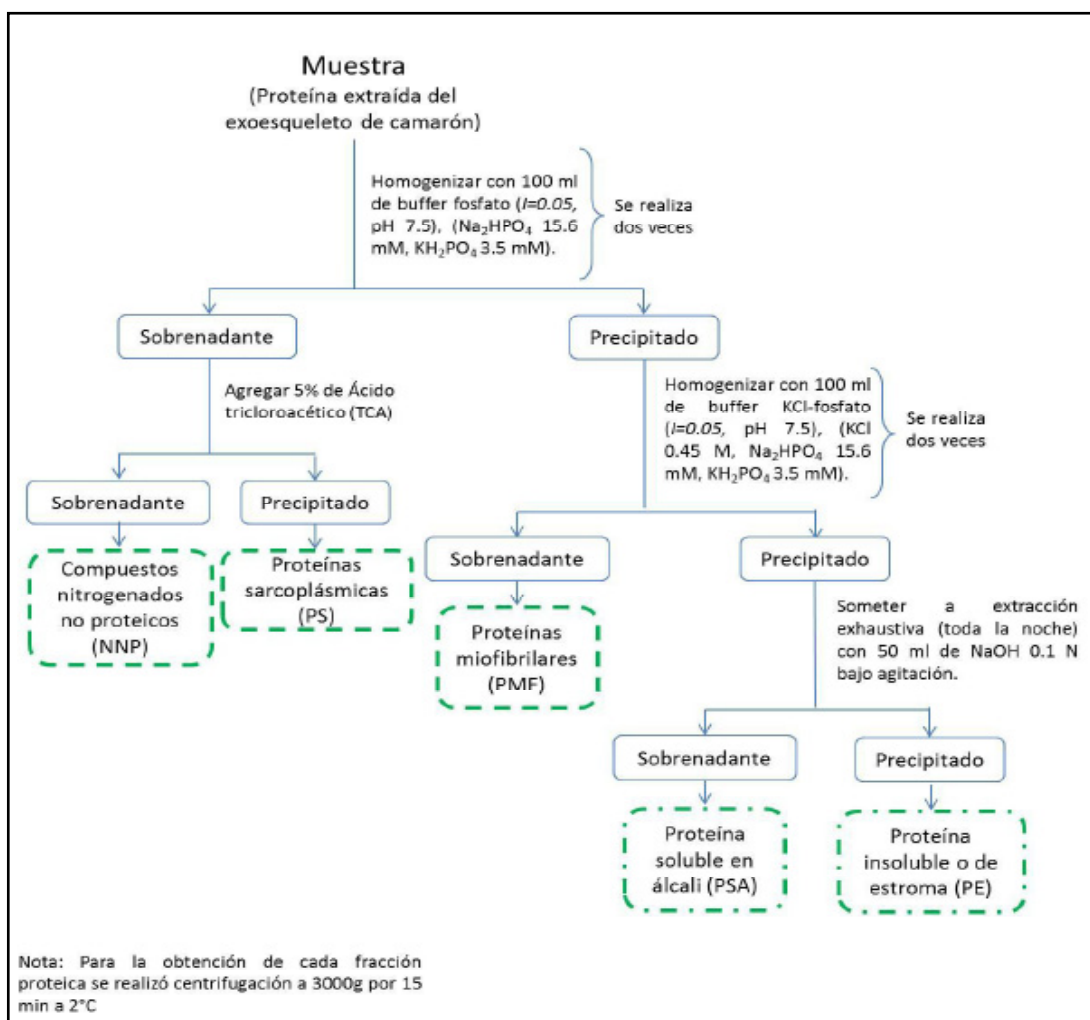 Muestra
(Proteína extraída del
exoesqueleto de camarón)
Homogenizar con 100 ml
de buffer fosfato (I=0.05,
pH 7.5), (Na₂HPO₄ 15.6
mM, KH₂PO₄ 3.5 mM).
Se realiza
dos veces
Sobrenadante
Precipitado
Agregar 5% de Ácido
tricloroacético (TCA)
Homogenizar con 100 ml
de buffer KCl-fosfato
(I=0.05, pH 7.5), (KCl
0.45 M, Na₂HPO₄ 15.6
mM, KH₂PO₄ 3.5 mM).
Se realiza
dos veces
Sobrenadante
Precipitado
Compuestos
nitrogenados
no proteicos
(NNP)
Proteínas
sarcoplásmicas
(PS)
Sobrenadante
Precipitado
Proteínas
miofibrilares
(PMF)
Someter a extracción
exhaustiva (toda la noche)
con 50 ml de NaOH 0.1 N
bajo agitación.
Sobrenadante
Precipitado
Proteína
soluble en
álcali (PSA)
Proteína
insoluble o de
estroma (PE)
Nota: Para la obtención de cada fracción
proteica se realizó centrifugación a 3000g por 15
min a 2°C